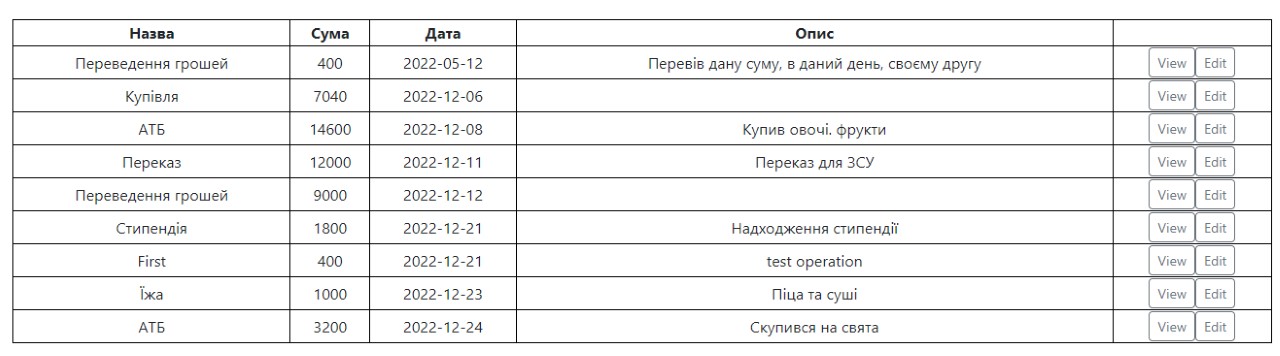 Назва Сума Дата Опис
Переведення грошей 400 2022-05-12 Перевів дану суму, в даний день, своєму другу View Edit
Купівля 7040 2022-12-06 View Edit
АТБ 14600 2022-12-08 Купив овочі. фрукти View Edit
Переказ 12000 2022-12-11 Переказ для ЗСУ View Edit
Переведення грошей 9000 2022-12-12 View Edit
Стипендія 1800 2022-12-21 Надходження стипендії View Edit
First 400 2022-12-21 test operation View Edit
Їжа 1000 2022-12-23 Піца та суші View Edit
АТБ 3200 2022-12-24 Скупився на свята View Edit